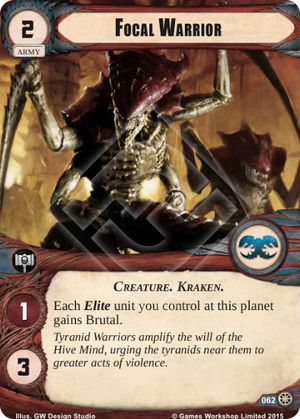 2
ARMY
FOCAL WARRIOR
CREATURE. KRAKEN.
1
Each Elite unit you control at this planet
gains Brutal.
Tyranid Warriors amplify the will of the
Hive Mind, urging the tyranids near them to
greater acts of violence.
3
062
Illus. GW Design Studio
© Games Workshop Limited 2015